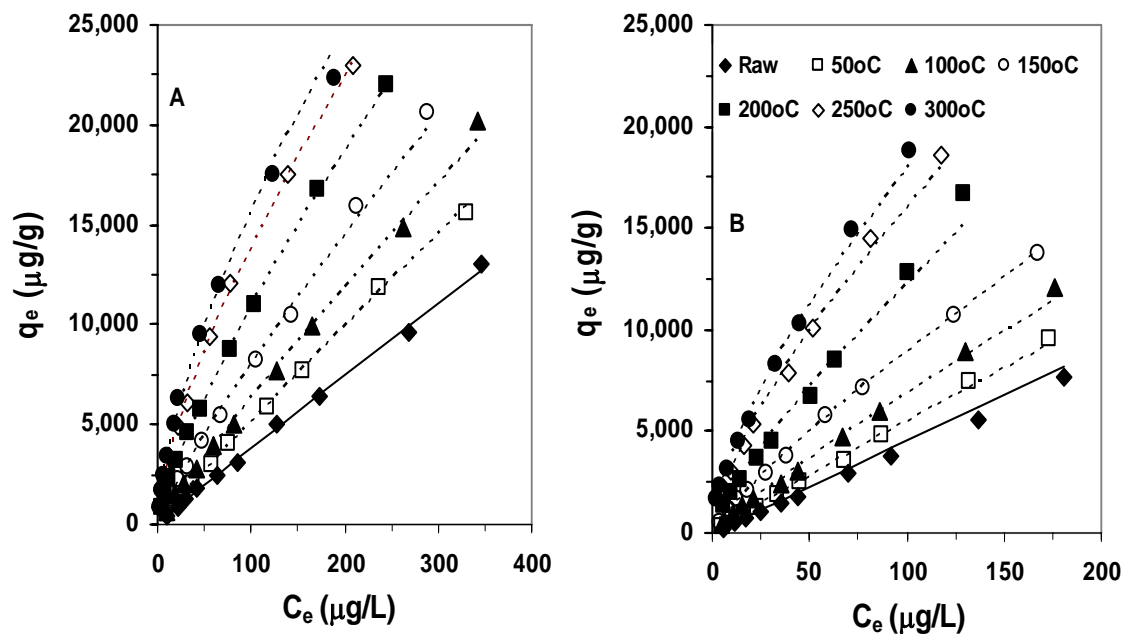 25,000
20,000
15,000
10,000
5,000
0
qe (μg/g)
A
0 100 200 300 400
Ce (μg/L)
25,000
20,000
15,000
10,000
5,000
0
qe (μg/g)
Raw 50oC 100oC 150oC
200oC 250oC 300oC
B
0 50 100 150 200
Ce (μg/L)